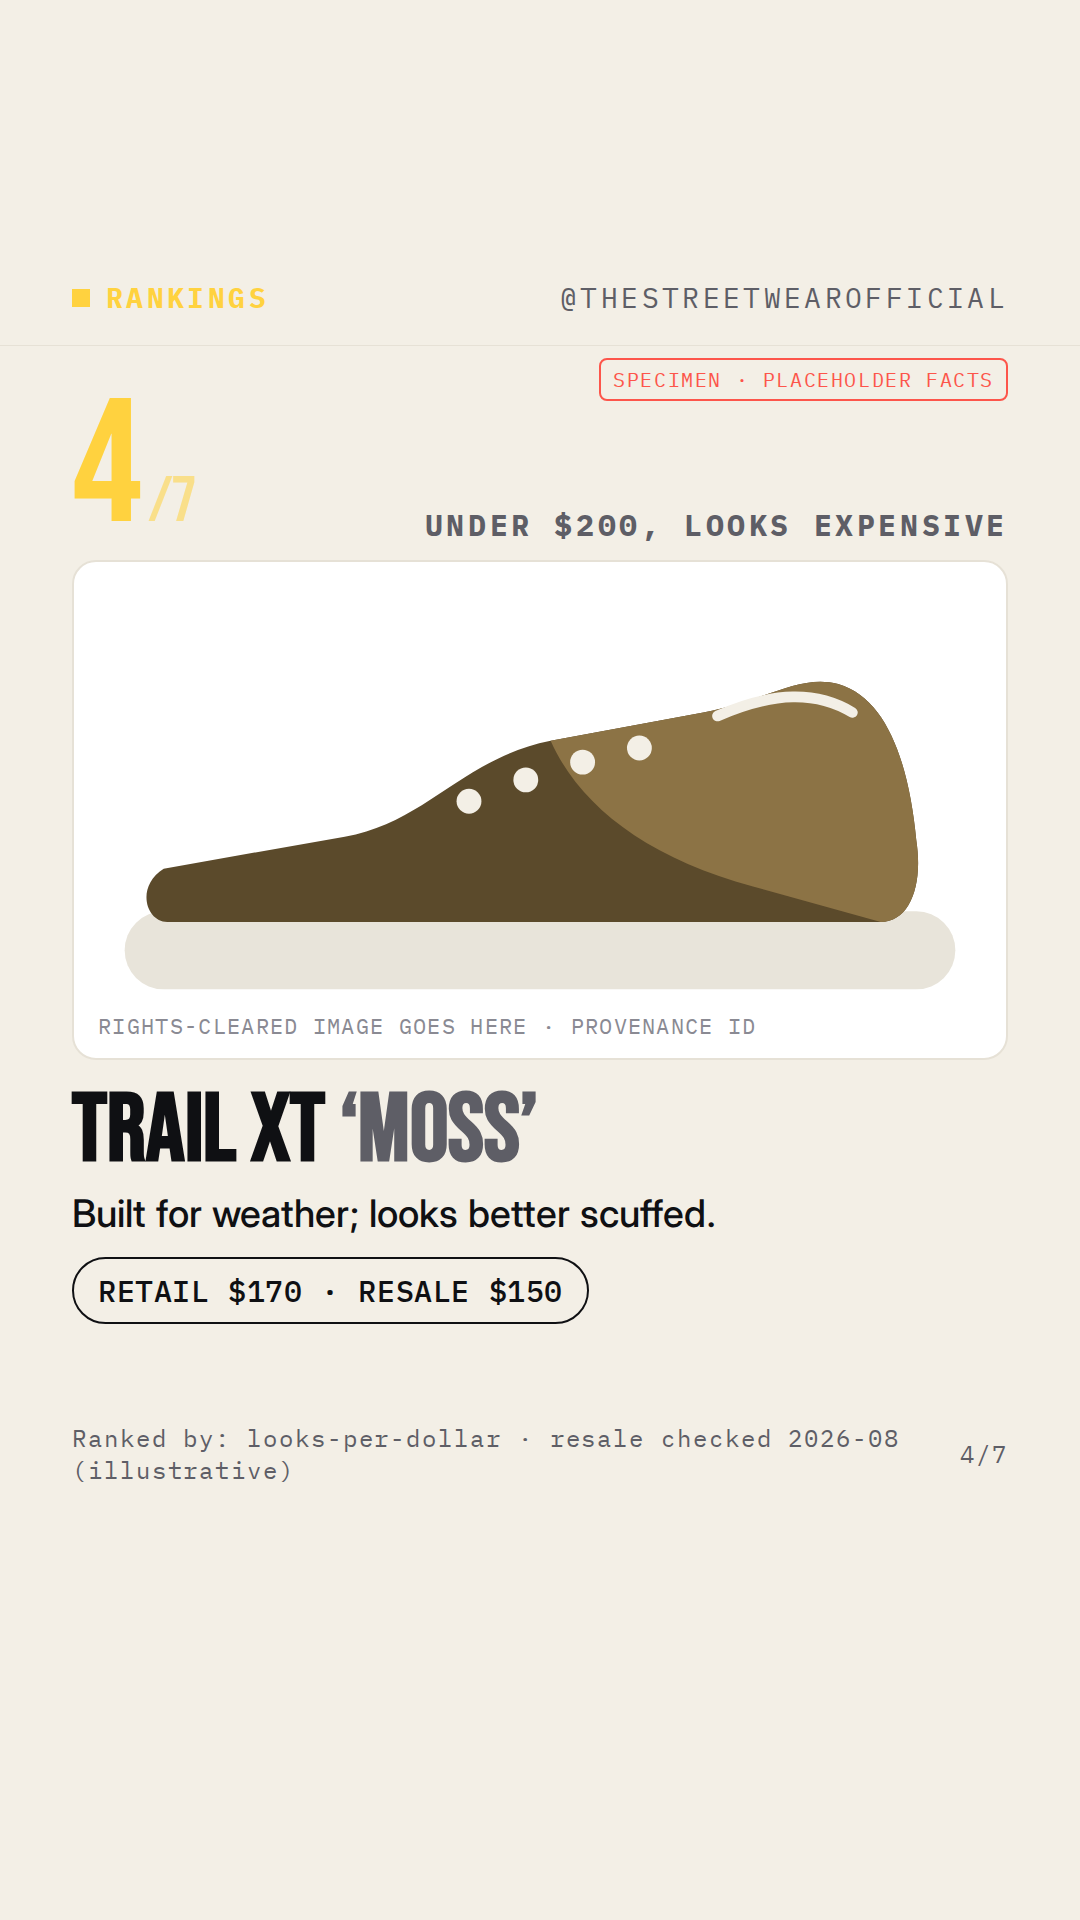 RANKINGS
@THESTREETWEAROFFICIAL
SPECIMEN · PLACEHOLDER FACTS
4/7
UNDER $200, LOOKS EXPENSIVE
RIGHTS-CLEARED IMAGE GOES HERE · PROVENANCE ID
TRAIL XT ‘MOSS’
Built for weather; looks better scuffed.
RETAIL $170 · RESALE $150
Ranked by: looks-per-dollar · resale checked 2026-08
(illustrative)
4/7